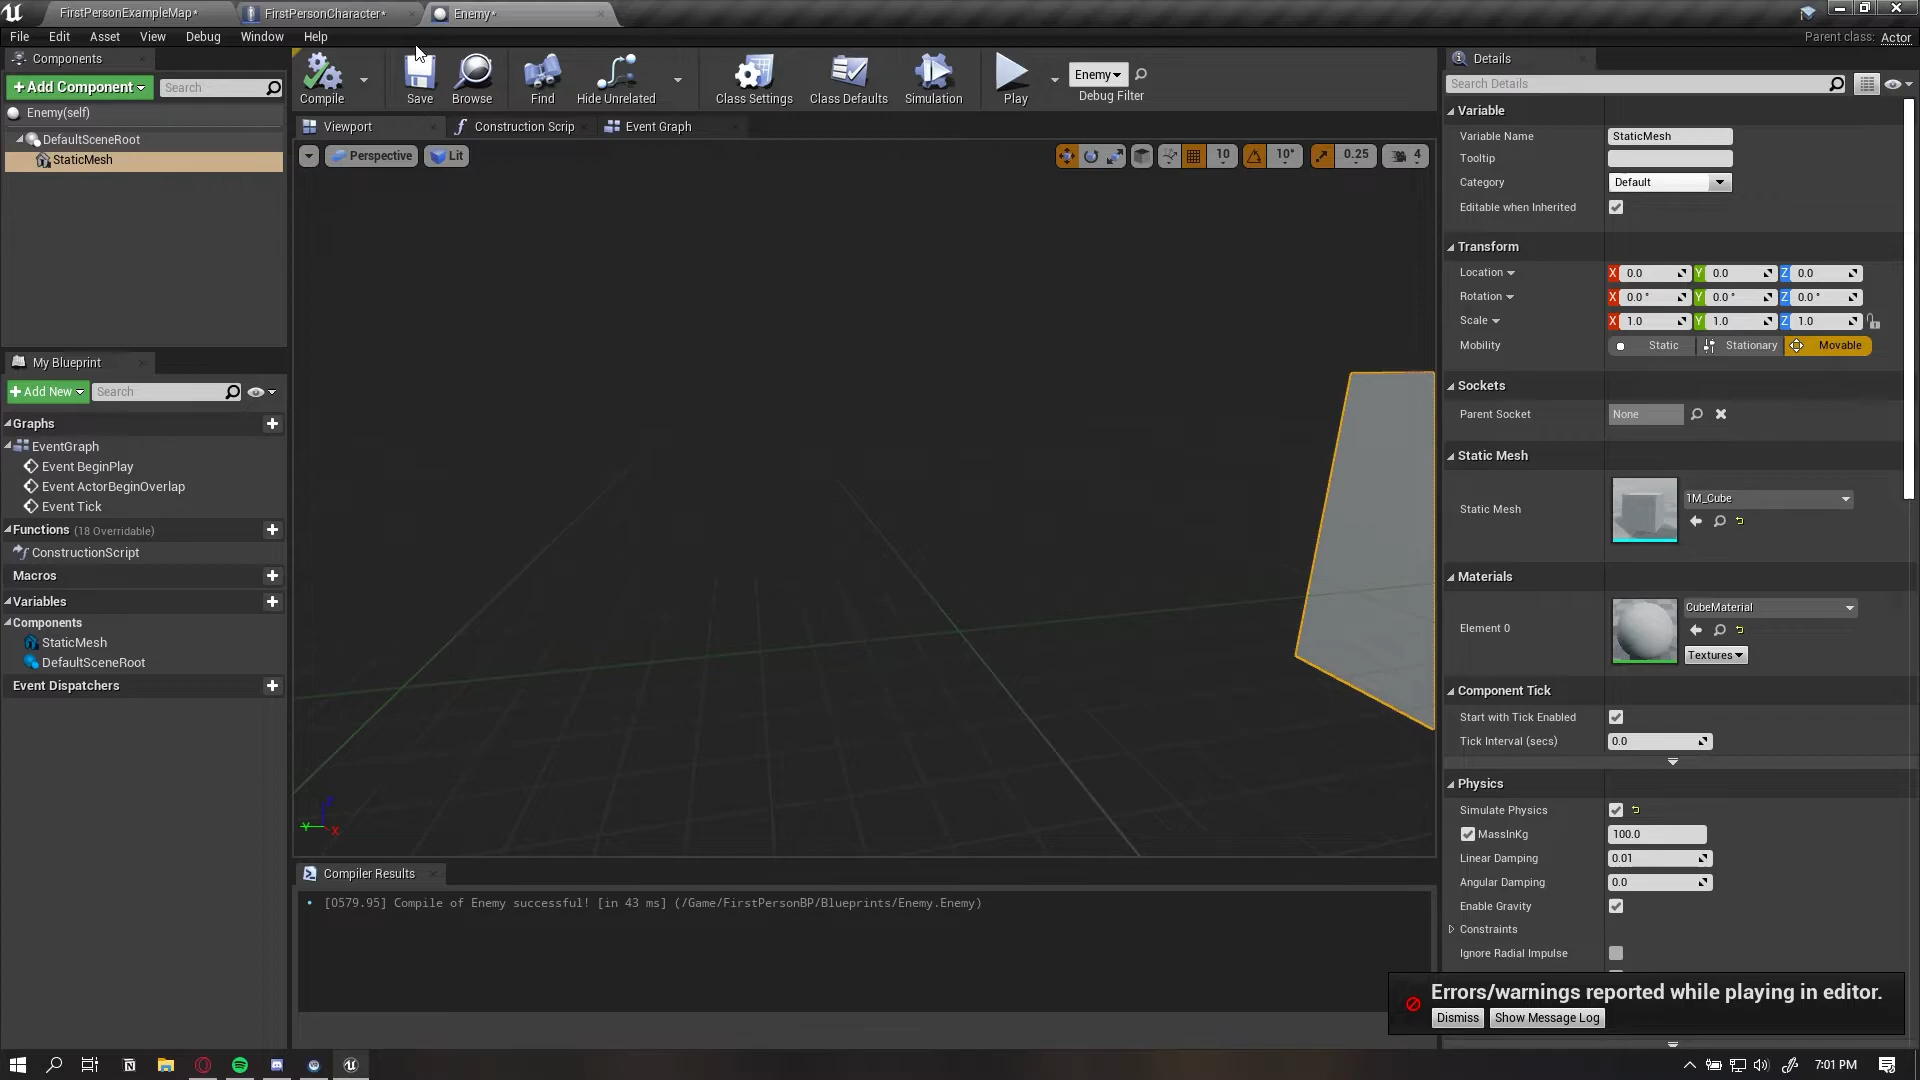 FirstPersonExampleMap*
FirstPersonCharacter*
Enemy*
File Edit Asset View Debug Window Help
Parent class: Actor
Components
+Add Component
Search
Enemy(self)
DefaultSceneRoot
StaticMesh
Compile
Save
Browse
Find
Hide Unrelated
Class Settings
Class Defaults
Simulation
Play
Enemy
Debug Filter
Viewport
Construction Scrip
Event Graph
Perspective
Lit
10
10°
0.25
4
Z
Y
X
My Blueprint
+Add New
Search
Graphs
EventGraph
Event BeginPlay
Event ActorBeginOverlap
Event Tick
Functions (18 Overridable)
ConstructionScript
Macros
Variables
Components
StaticMesh
DefaultSceneRoot
Event Dispatchers
Compiler Results
[0579.95] Compile of Enemy successful! [in 43 ms] (/Game/FirstPersonBP/Blueprints/Enemy.Enemy)
Details
Search Details
Variable
Variable Name StaticMesh
Tooltip
Category Default
Editable when Inherited
Transform
Location X 0.0 Y 0.0 Z 0.0
Rotation X 0.0° Y 0.0° Z 0.0°
Scale X 1.0 Y 1.0 Z 1.0
Mobility Static Stationary Movable
Sockets
Parent Socket None
Static Mesh
Static Mesh 1M_Cube
Materials
Element 0 CubeMaterial
Textures
Component Tick
Start with Tick Enabled
Tick Interval (secs) 0.0
Physics
Simulate Physics
MassInKg 100.0
Linear Damping 0.01
Angular Damping 0.0
Enable Gravity
Constraints
Ignore Radial Impulse
Errors/warnings reported while playing in editor.
Dismiss Show Message Log
7:01 PM